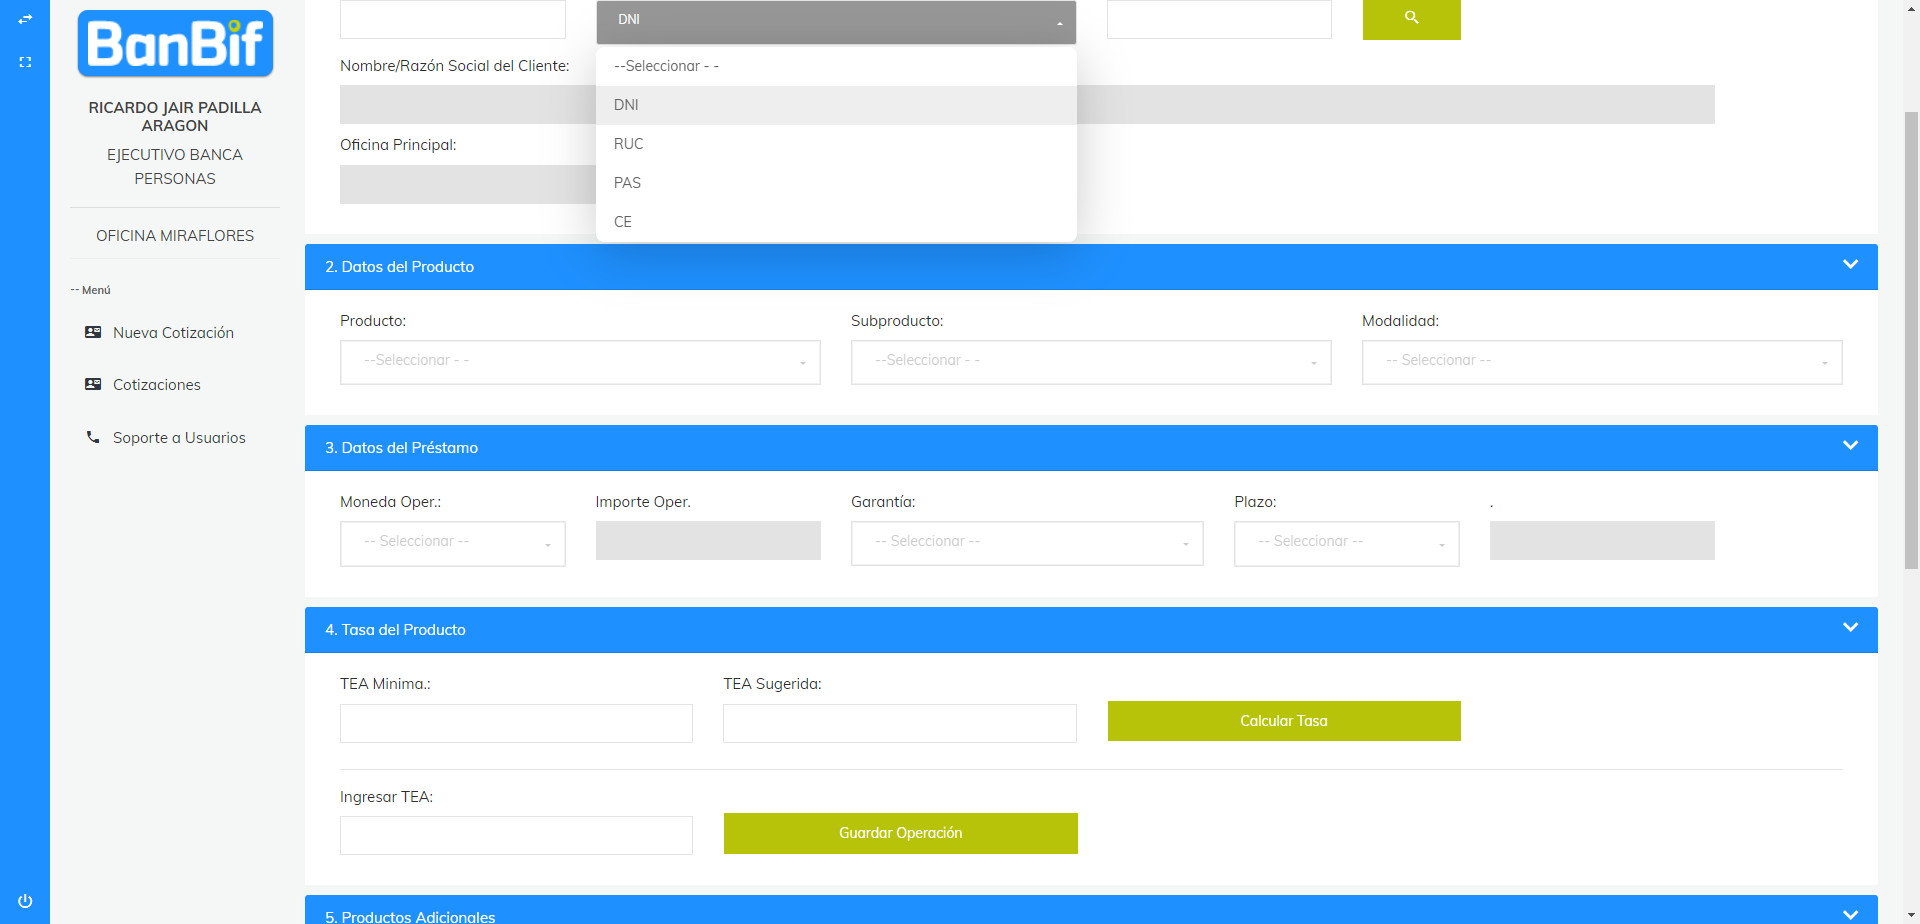 BanBif
RICARDO JAIR PADILLA
ARAGON
EJECUTIVO BANCA
PERSONAS
OFICINA MIRAFLORES
-- Menú
Nueva Cotización
Cotizaciones
Soporte a Usuarios
DNI
--Seleccionar - -
DNI
RUC
PAS
CE
Nombre/Razón Social del Cliente:
Oficina Principal:
2. Datos del Producto
Producto: Subproducto: Modalidad:
--Seleccionar - - --Seleccionar - - -- Seleccionar --
3. Datos del Préstamo
Moneda Oper.: Importe Oper. Garantía: Plazo: .
-- Seleccionar -- -- Seleccionar -- -- Seleccionar --
4. Tasa del Producto
TEA Minima.: TEA Sugerida:
Calcular Tasa
Ingresar TEA:
Guardar Operación
5. Productos Adicionales